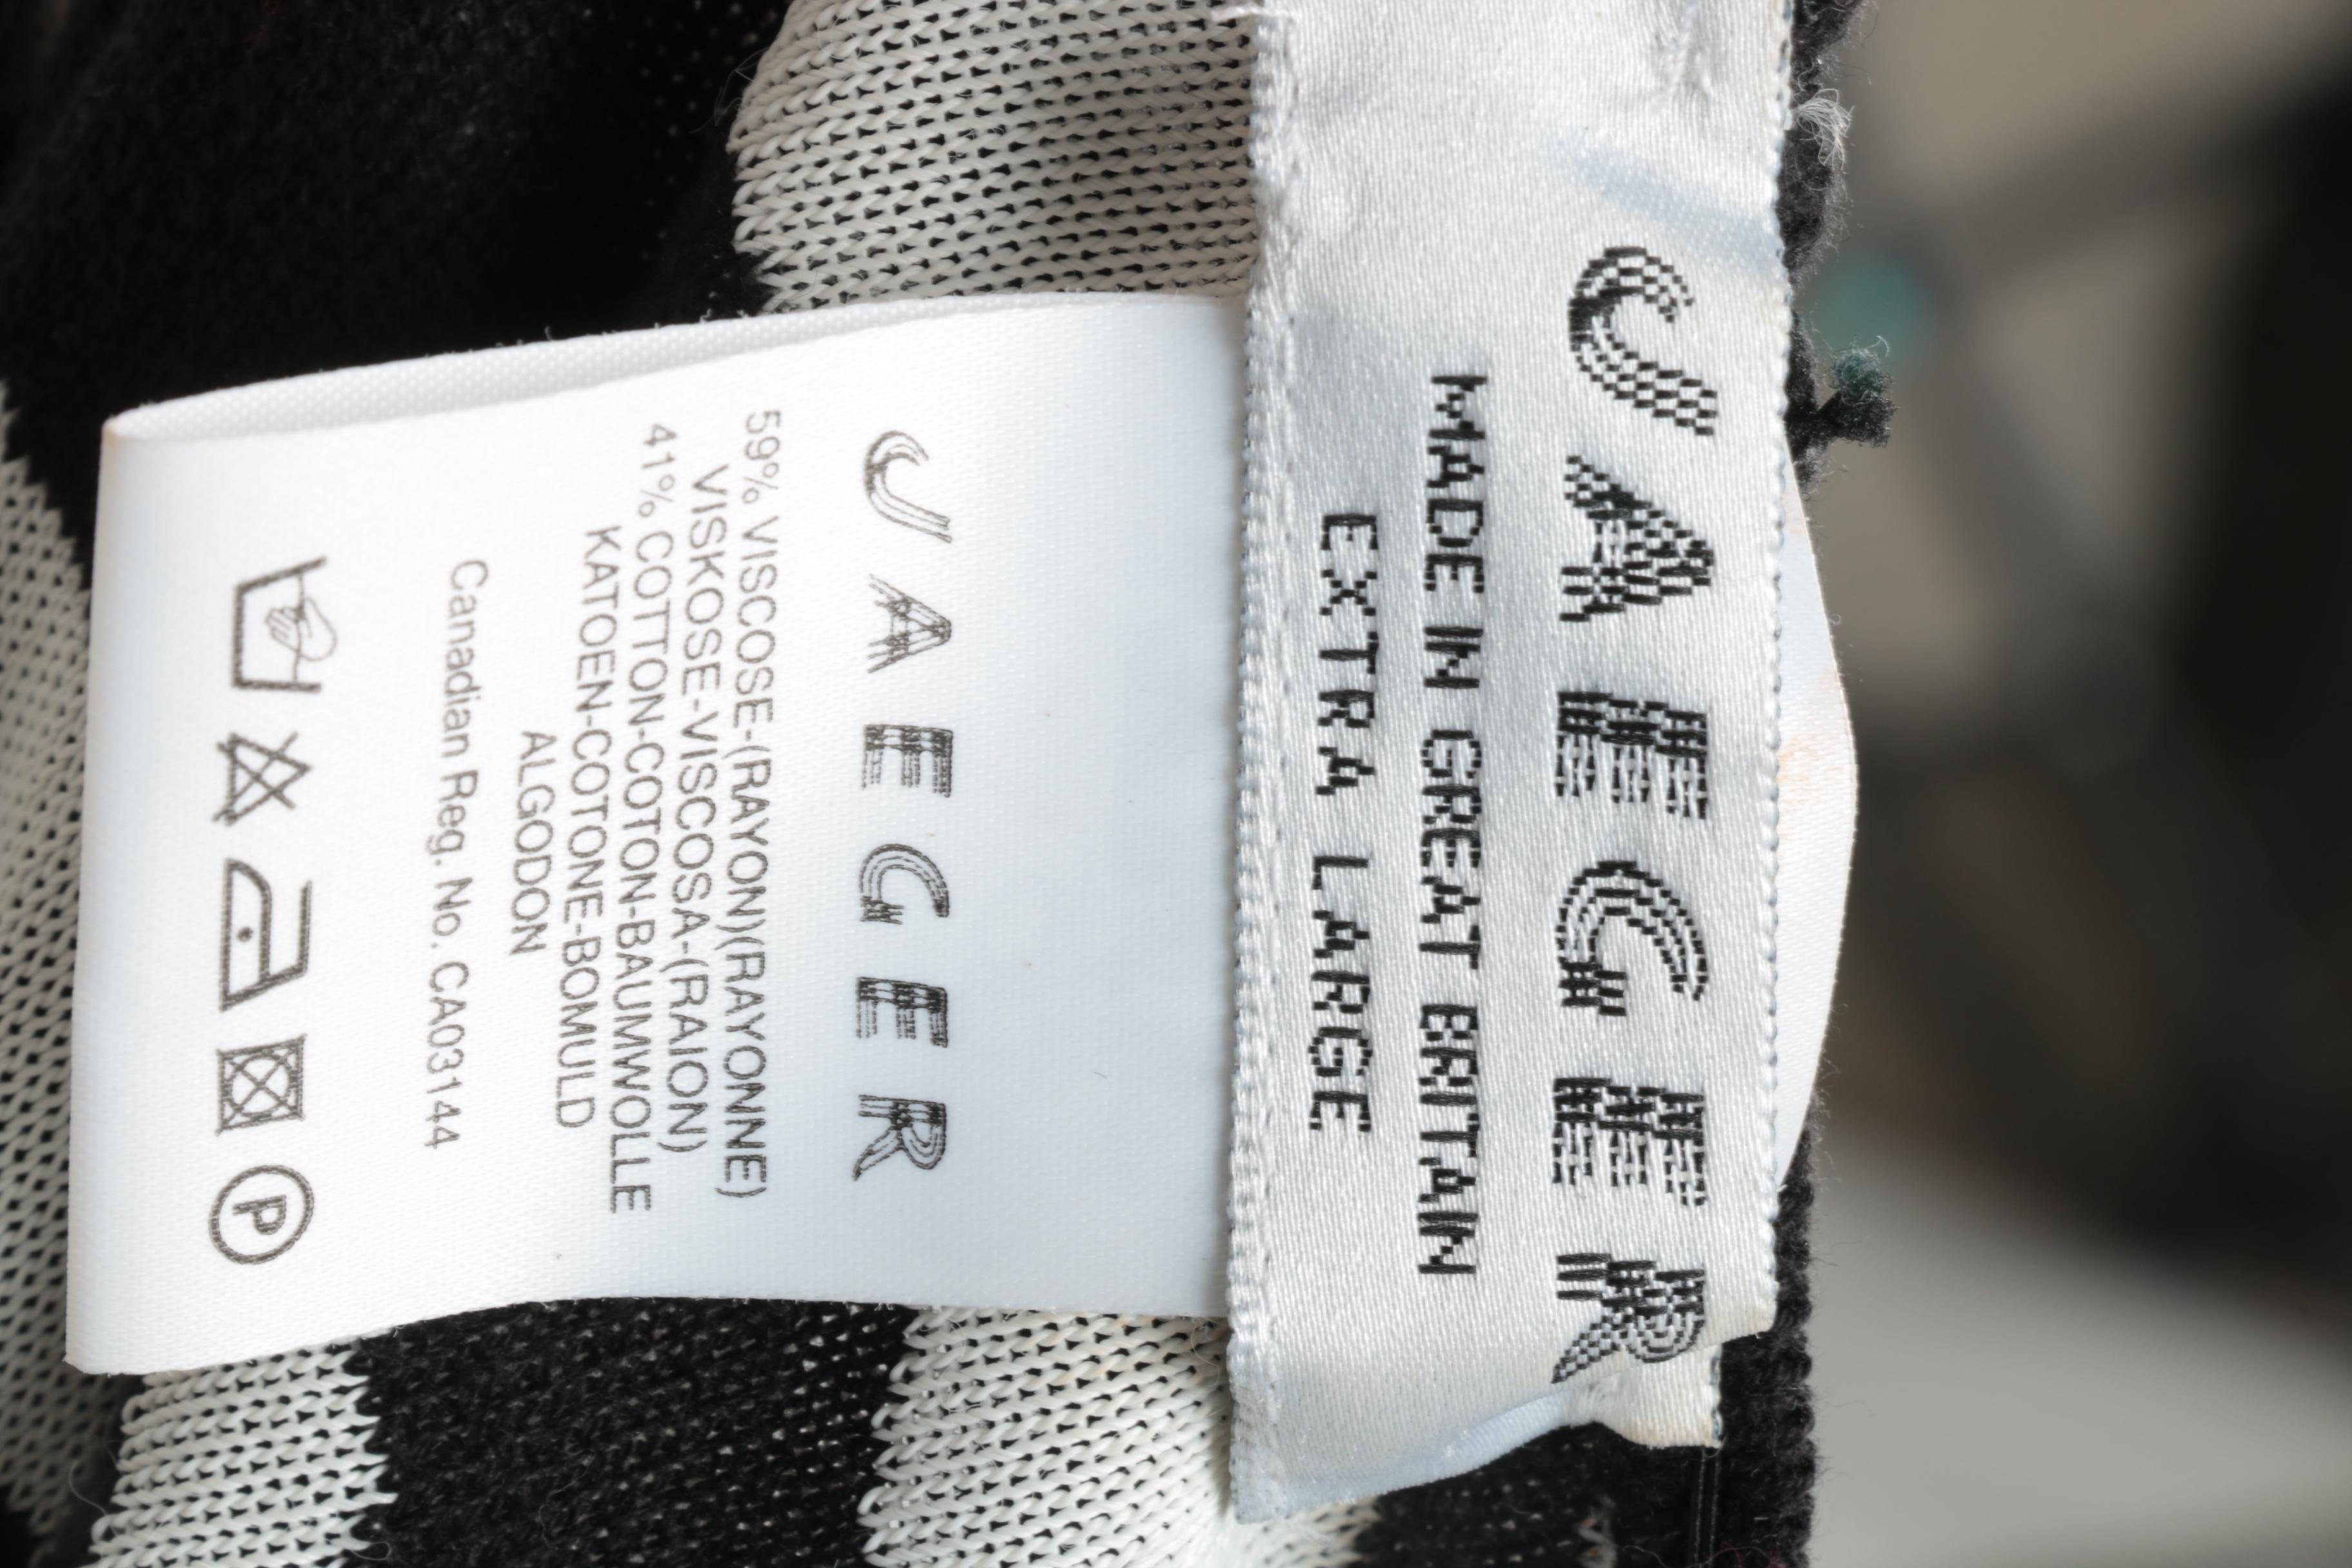 JAEGER
MADE IN GREAT BRITAIN
EXTRA LARGE
JAEGER
59% VISCOSE-(RAYON)(RAYONNE)
VISKOSE-VISCOSA-(RAION)
41% COTTON-COTON-BAUMWOLLE
KATOEN-COTONE-BOMULD
ALGODON
Canadian Reg. No. CA03144
P